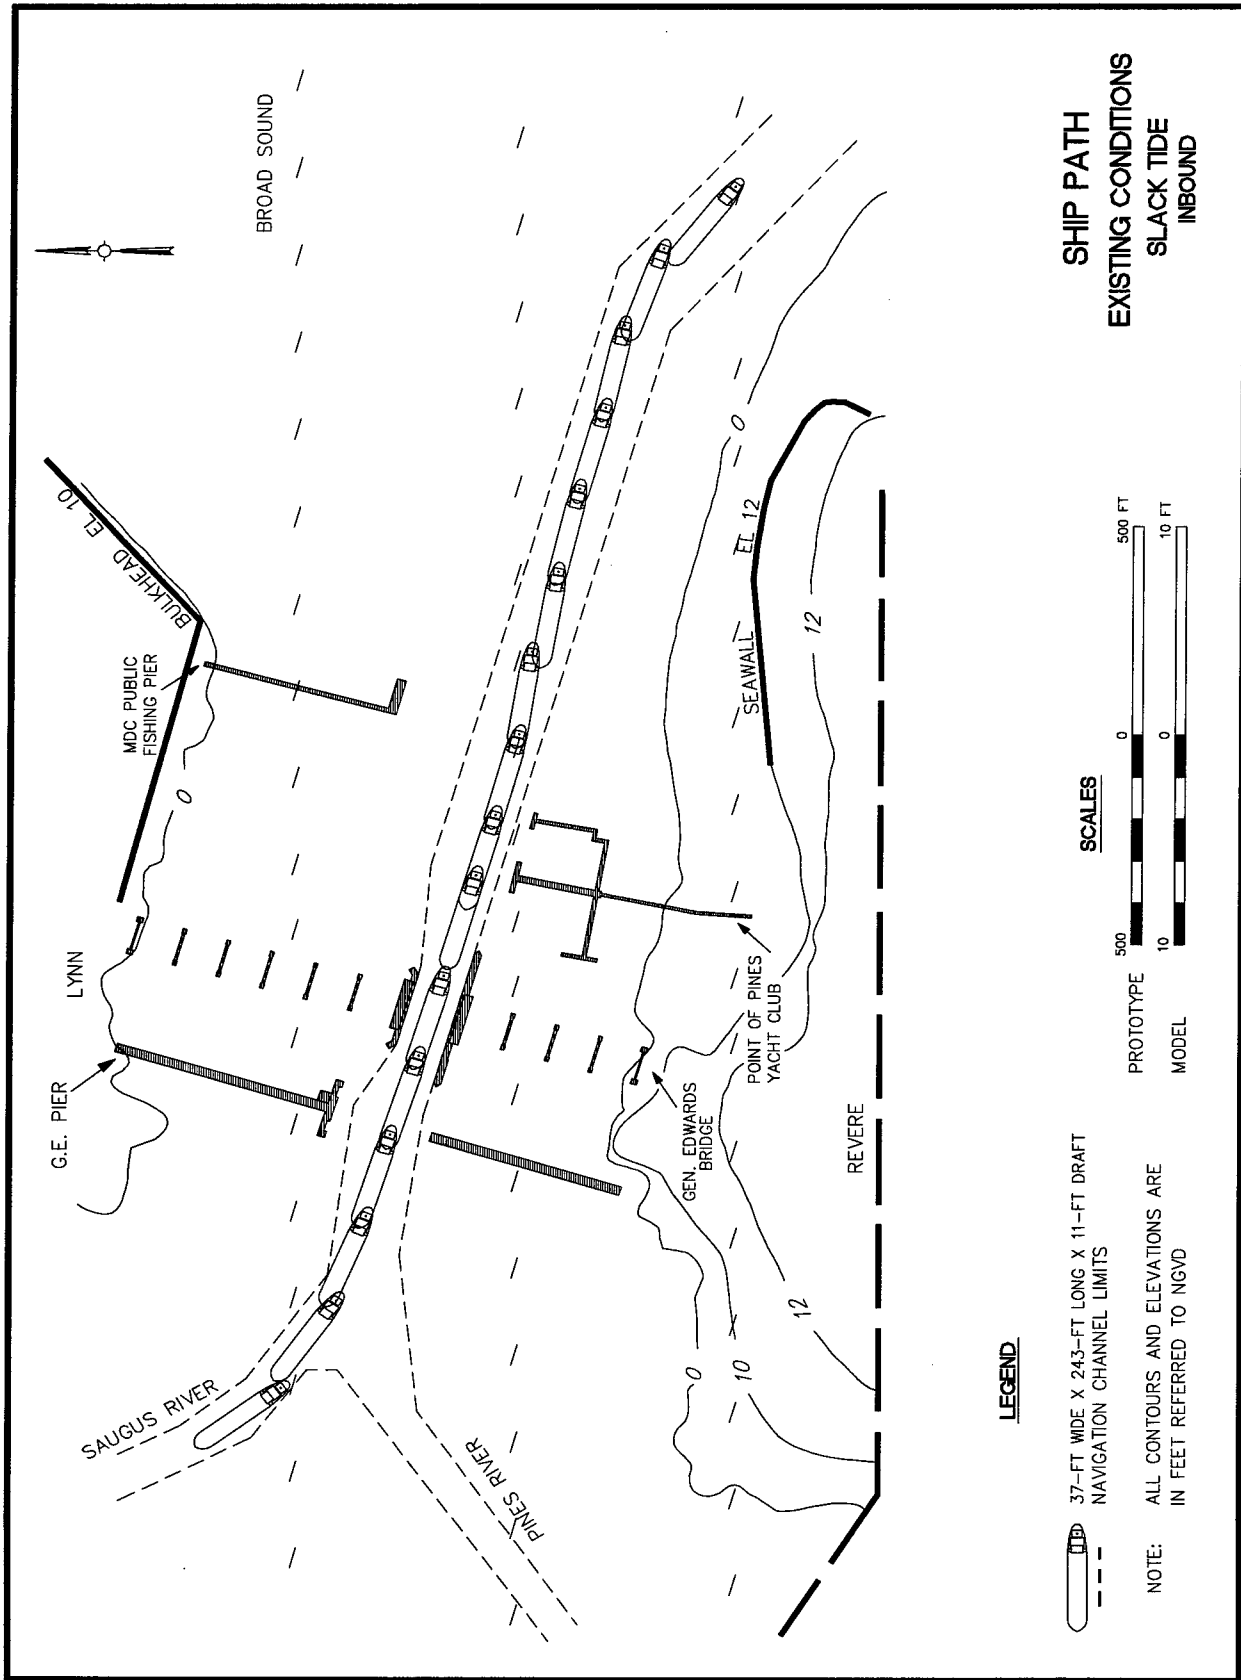 BROAD SOUND
BULKHEAD EL 10
MDC PUBLIC
FISHING PIER
0
LYNN
G.E. PIER
SAUGUS RIVER
PINES RIVER
0
SEAWALL EL 12
12
POINT OF PINES
YACHT CLUB
GEN. EDWARDS
BRIDGE
REVERE
12
0
10
SHIP PATH
EXISTING CONDITIONS
SLACK TIDE
INBOUND
SCALES
PROTOTYPE 500 0 500 FT
MODEL 10 0 10 FT
LEGEND
37-FT WIDE X 243-FT LONG X 11-FT DRAFT
NAVIGATION CHANNEL LIMITS
NOTE: ALL CONTOURS AND ELEVATIONS ARE
IN FEET REFERRED TO NGVD